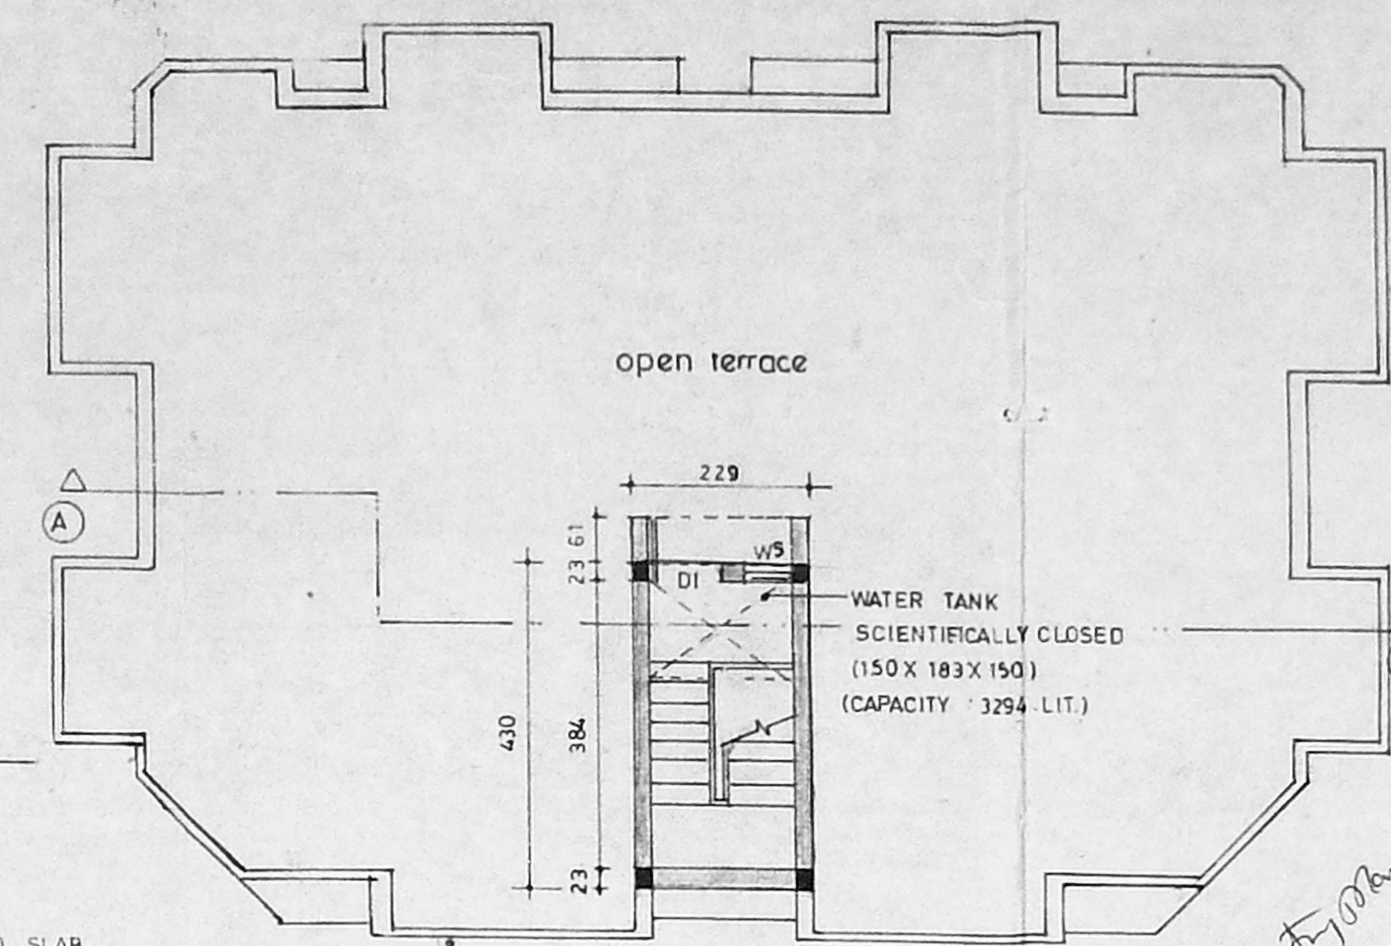 open terrace
229
61
WS
23
D1
A
WATER TANK
SCIENTIFICALLY CLOSED
(150 X 183 X 150)
(CAPACITY : 3294 LIT.)
430
384
23
SLAB